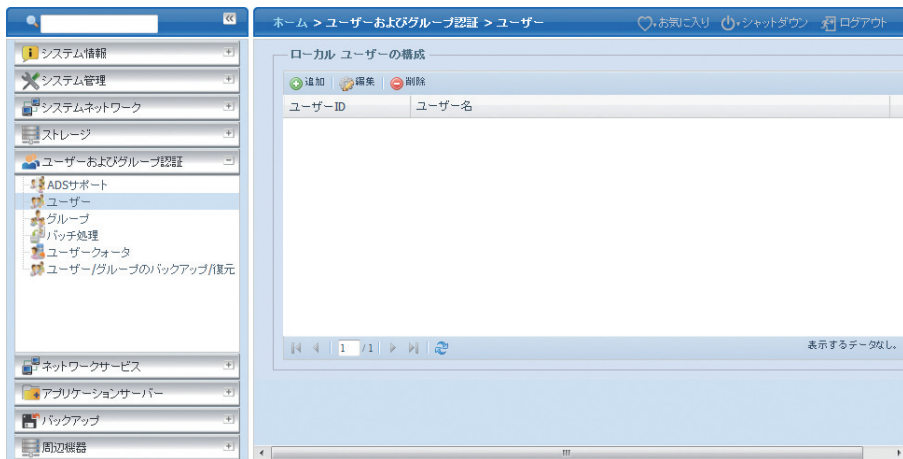 ホーム > ユーザーおよびグループ認証 > ユーザー
お気に入り シャットダウン ログアウト
システム情報
システム管理
システムネットワーク
ストレージ
ユーザーおよびグループ認証
ADSサポート
ユーザー
グループ
バッチ処理
ユーザークォータ
ユーザー/グループのバックアップ/復元
ネットワークサービス
アプリケーションサーバー
バックアップ
周辺機器
ローカル ユーザーの構成
追加 編集 削除
ユーザーID ユーザー名
1 /1
表示するデータなし。